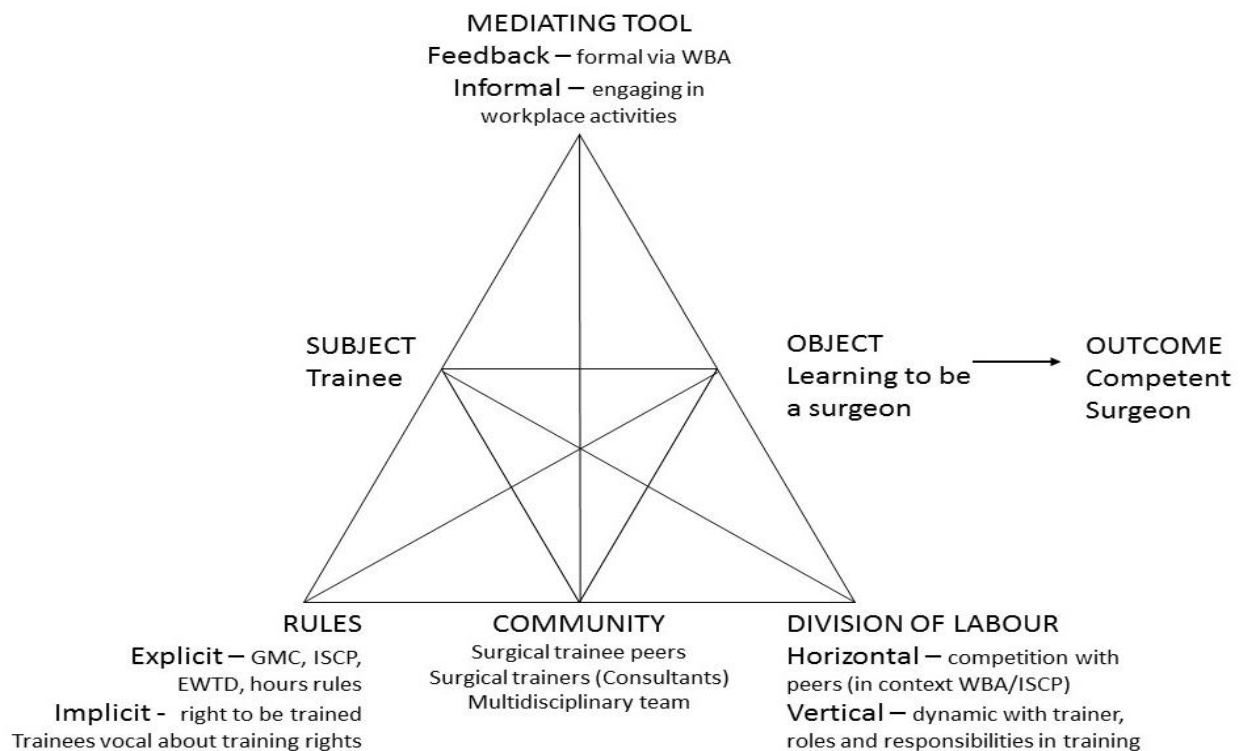 MEDIATING TOOL
Feedback – formal via WBA
Informal – engaging in
workplace activities
SUBJECT
Trainee
OBJECT
Learning to be
a surgeon
OUTCOME
Competent
Surgeon
RULES
Explicit – GMC, ISCP,
EWTD, hours rules
Implicit - right to be trained
Trainees vocal about training rights
COMMUNITY
Surgical trainee peers
Surgical trainers (Consultants)
Multidisciplinary team
DIVISION OF LABOUR
Horizontal – competition with
peers (in context WBA/ISCP)
Vertical – dynamic with trainer,
roles and responsibilities in training